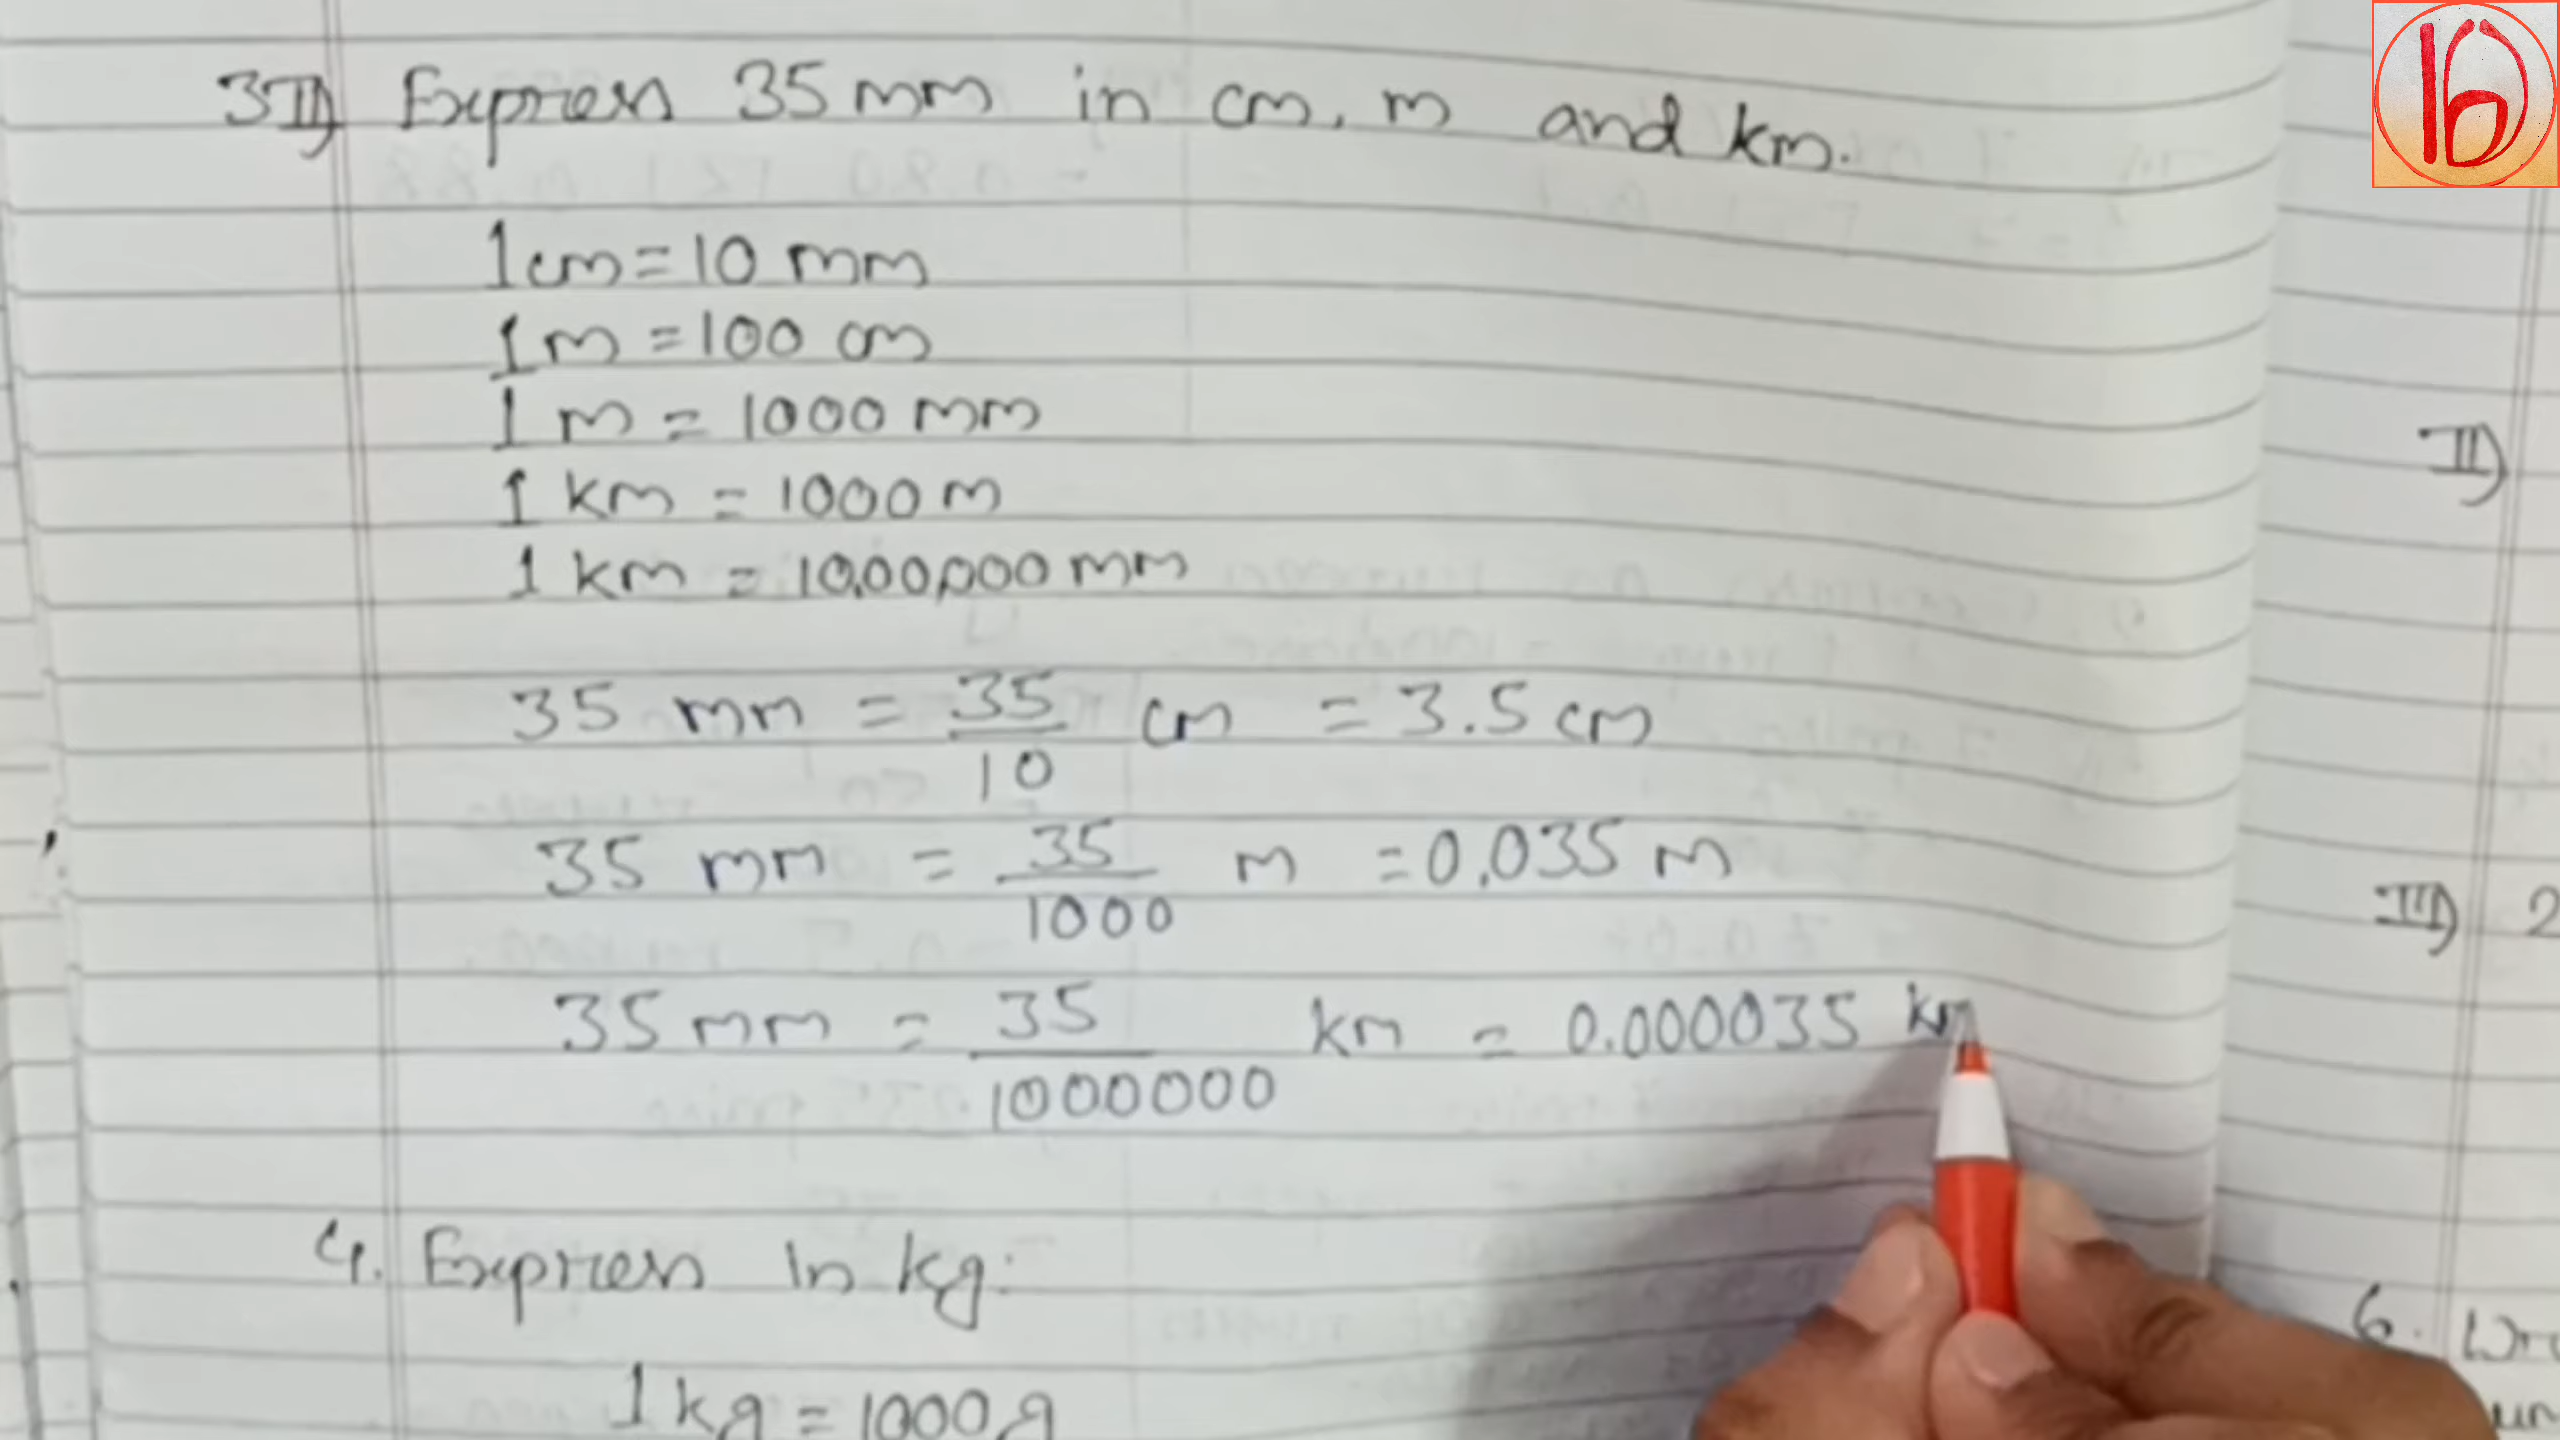 3II) Express 35 mm in cm, m and km.
1 cm = 10 mm
1 m = 100 cm
1 m = 1000 mm
1 km = 1000 m
1 km = 10,00,000 mm
35 mm = 35/10 cm = 3.5 cm
35 mm = 35/1000 m = 0.035 m
35 mm = 35/1000000 km = 0.000035 km
4. Express in kg:
1 kg = 1000 g
II)
III) 2
6.